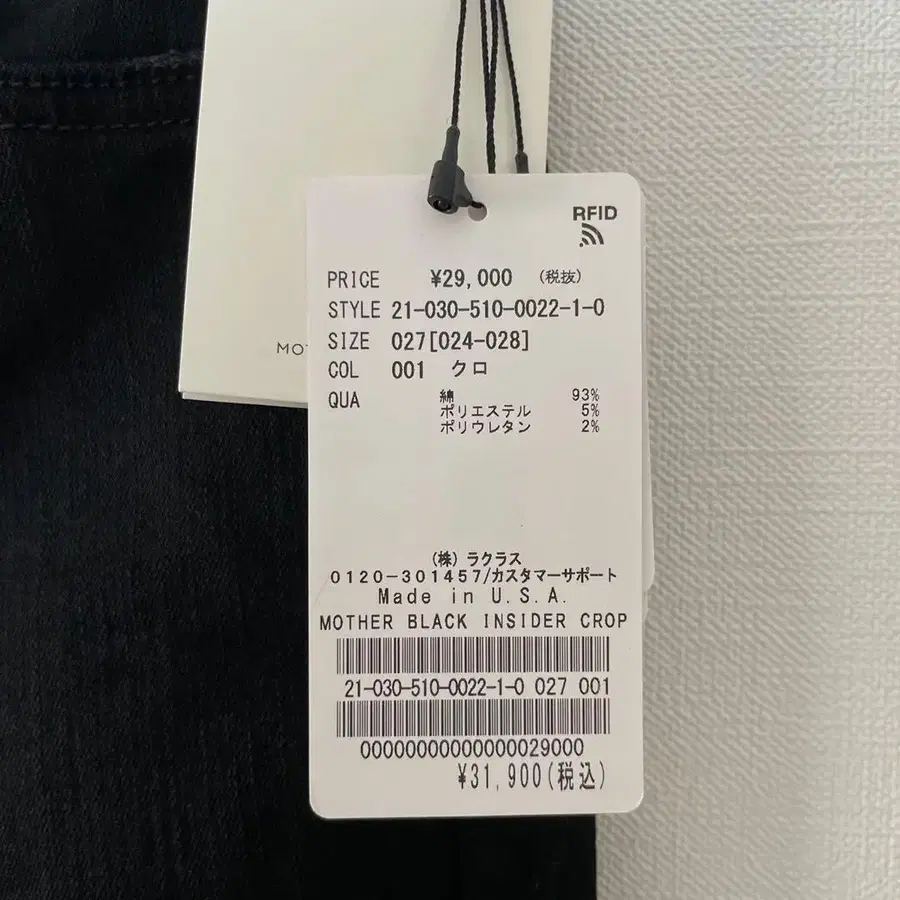 RFID
PRICE ¥29,000 (税抜)
STYLE 21-030-510-0022-1-0
SIZE 027[024-028]
COL 001 クロ
QUA 綿 93%
ポリエステル 5%
ポリウレタン 2%
MO
(株) ラクラス
0120-301457/カスタマーサポート
Made in U.S.A.
MOTHER BLACK INSIDER CROP
21-030-510-0022-1-0 027 001
00000000000000029000
¥31,900(税込)